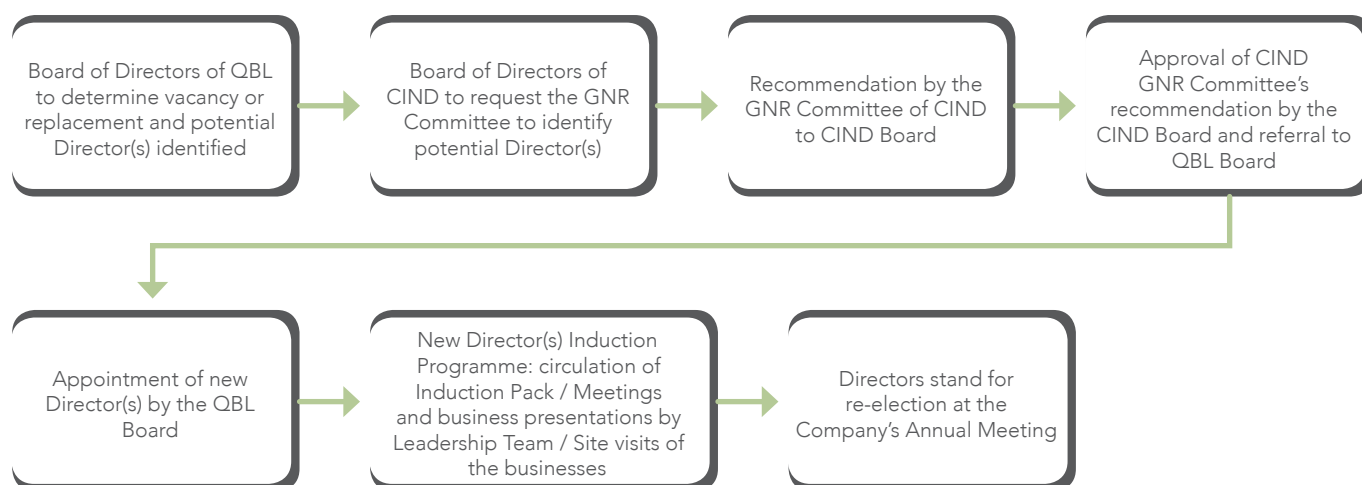 Board of Directors of QBL
to determine vacancy or
replacement and potential
Director(s) identified
Board of Directors of
CIND to request the GNR
Committee to identify
potential Director(s)
Recommendation by the
GNR Committee of CIND
to CIND Board
Approval of CIND
GNR Committee’s
recommendation by the
CIND Board and referral to
QBL Board
Appointment of new
Director(s) by the QBL
Board
New Director(s) Induction
Programme: circulation of
Induction Pack / Meetings
and business presentations by
Leadership Team / Site visits of
the businesses
Directors stand for
re-election at the
Company’s Annual Meeting